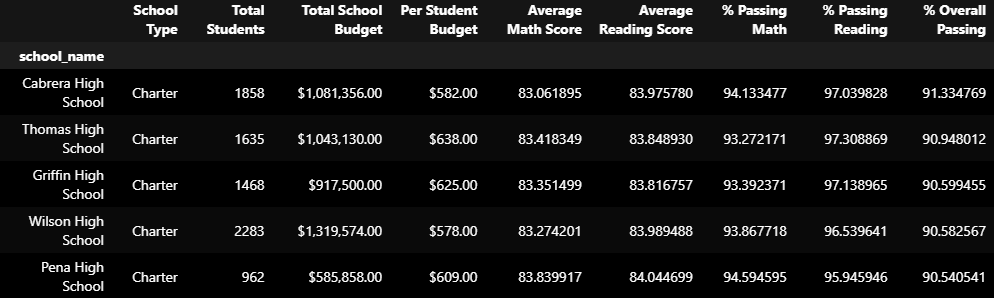 School Type Total Students Total School Budget Per Student Budget Average Math Score Average Reading Score % Passing Math % Passing Reading % Overall Passing
school_name
Cabrera High School Charter 1858 $1,081,356.00 $582.00 83.061895 83.975780 94.133477 97.039828 91.334769
Thomas High School Charter 1635 $1,043,130.00 $638.00 83.418349 83.848930 93.272171 97.308869 90.948012
Griffin High School Charter 1468 $917,500.00 $625.00 83.351499 83.816757 93.392371 97.138965 90.599455
Wilson High School Charter 2283 $1,319,574.00 $578.00 83.274201 83.989488 93.867718 96.539641 90.582567
Pena High School Charter 962 $585,858.00 $609.00 83.839917 84.044699 94.594595 95.945946 90.540541